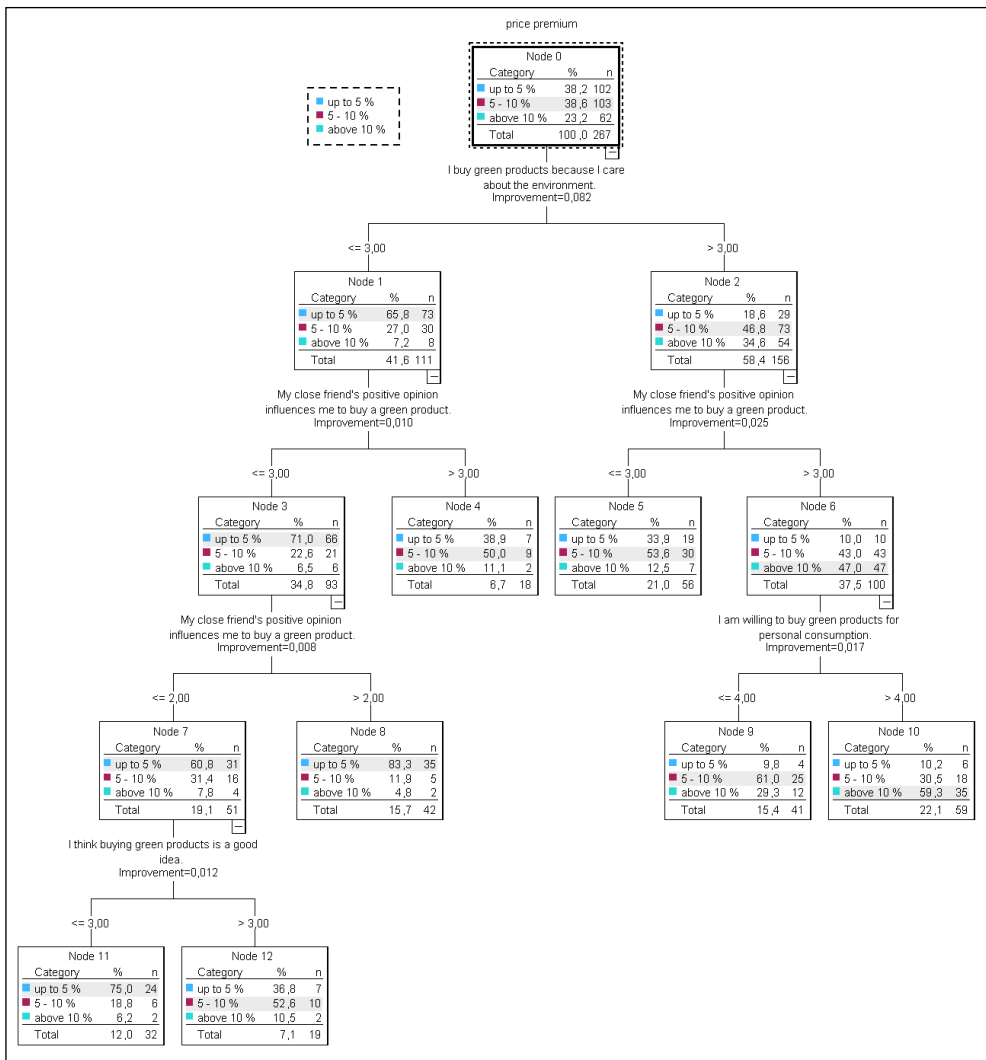 price premium
Node 0
Category % n
up to 5 % 38,2 102
5 - 10 % 38,6 103
above 10 % 23,2 62
Total 100,0 267
up to 5 %
5 - 10 %
above 10 %
I buy green products because I care
about the environment.
Improvement=0,082
<= 3,00
> 3,00
Node 1
Category % n
up to 5 % 65,8 73
5 - 10 % 27,0 30
above 10 % 7,2 8
Total 41,6 111
Node 2
Category % n
up to 5 % 18,6 29
5 - 10 % 46,8 73
above 10 % 34,6 54
Total 58,4 156
My close friend's positive opinion
influences me to buy a green product.
Improvement=0,010
My close friend's positive opinion
influences me to buy a green product.
Improvement=0,025
<= 3,00
> 3,00
<= 3,00
> 3,00
Node 3
Category % n
up to 5 % 71,0 66
5 - 10 % 22,6 21
above 10 % 6,5 6
Total 34,8 93
Node 4
Category % n
up to 5 % 38,9 7
5 - 10 % 50,0 9
above 10 % 11,1 2
Total 6,7 18
Node 5
Category % n
up to 5 % 33,9 19
5 - 10 % 53,6 30
above 10 % 12,5 7
Total 21,0 56
Node 6
Category % n
up to 5 % 10,0 10
5 - 10 % 43,0 43
above 10 % 47,0 47
Total 37,5 100
My close friend's positive opinion
influences me to buy a green product.
Improvement=0,008
I am willing to buy green products for
personal consumption.
Improvement=0,017
<= 2,00
> 2,00
<= 4,00
> 4,00
Node 7
Category % n
up to 5 % 60,8 31
5 - 10 % 31,4 16
above 10 % 7,8 4
Total 19,1 51
Node 8
Category % n
up to 5 % 83,3 35
5 - 10 % 11,9 5
above 10 % 4,8 2
Total 15,7 42
Node 9
Category % n
up to 5 % 9,8 4
5 - 10 % 61,0 25
above 10 % 29,3 12
Total 15,4 41
Node 10
Category % n
up to 5 % 10,2 6
5 - 10 % 30,5 18
above 10 % 59,3 35
Total 22,1 59
I think buying green products is a good
idea.
Improvement=0,012
<= 3,00
> 3,00
Node 11
Category % n
up to 5 % 75,0 24
5 - 10 % 18,8 6
above 10 % 6,2 2
Total 12,0 32
Node 12
Category % n
up to 5 % 36,8 7
5 - 10 % 52,6 10
above 10 % 10,5 2
Total 7,1 19